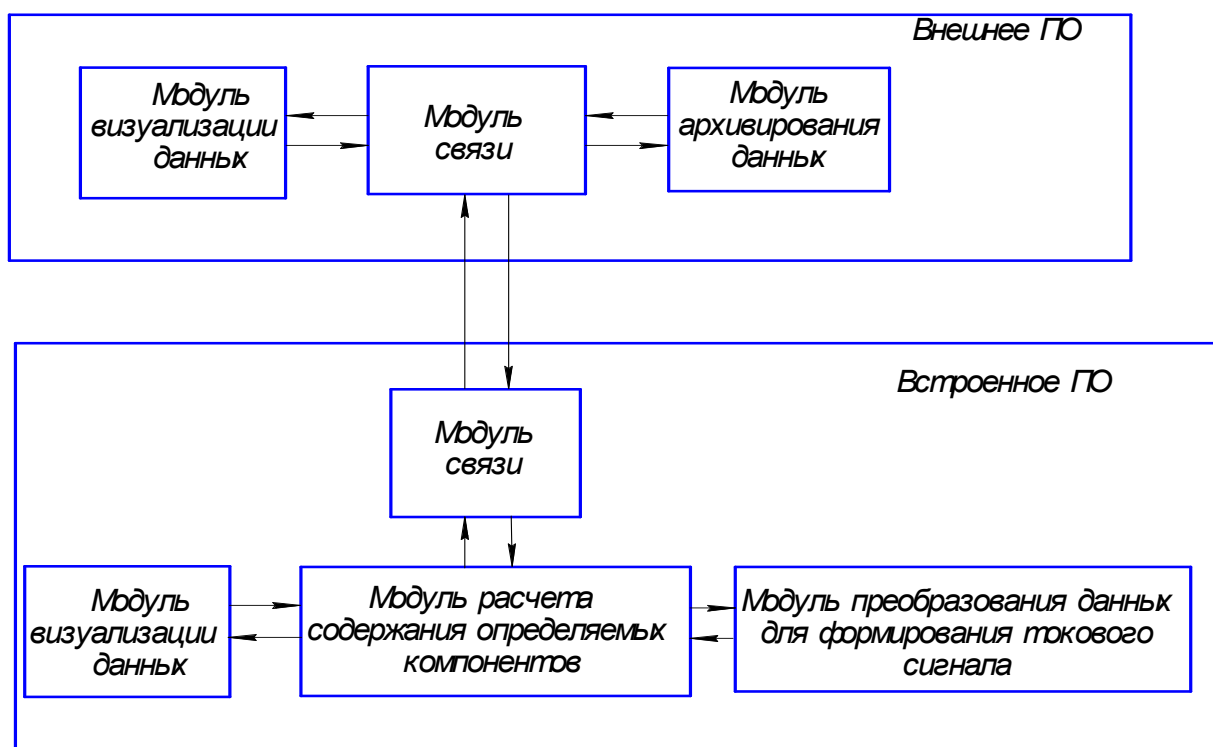 Внешнее ПО
Модуль
визуализации
данных
Модуль
связи
Модуль
архивирования
данных
Встроенное ПО
Модуль
связи
Модуль
визуализации
данных
Модуль расчета
содержания определяемых
компонентов
Модуль преобразования данных
для формирования токового
сигнала